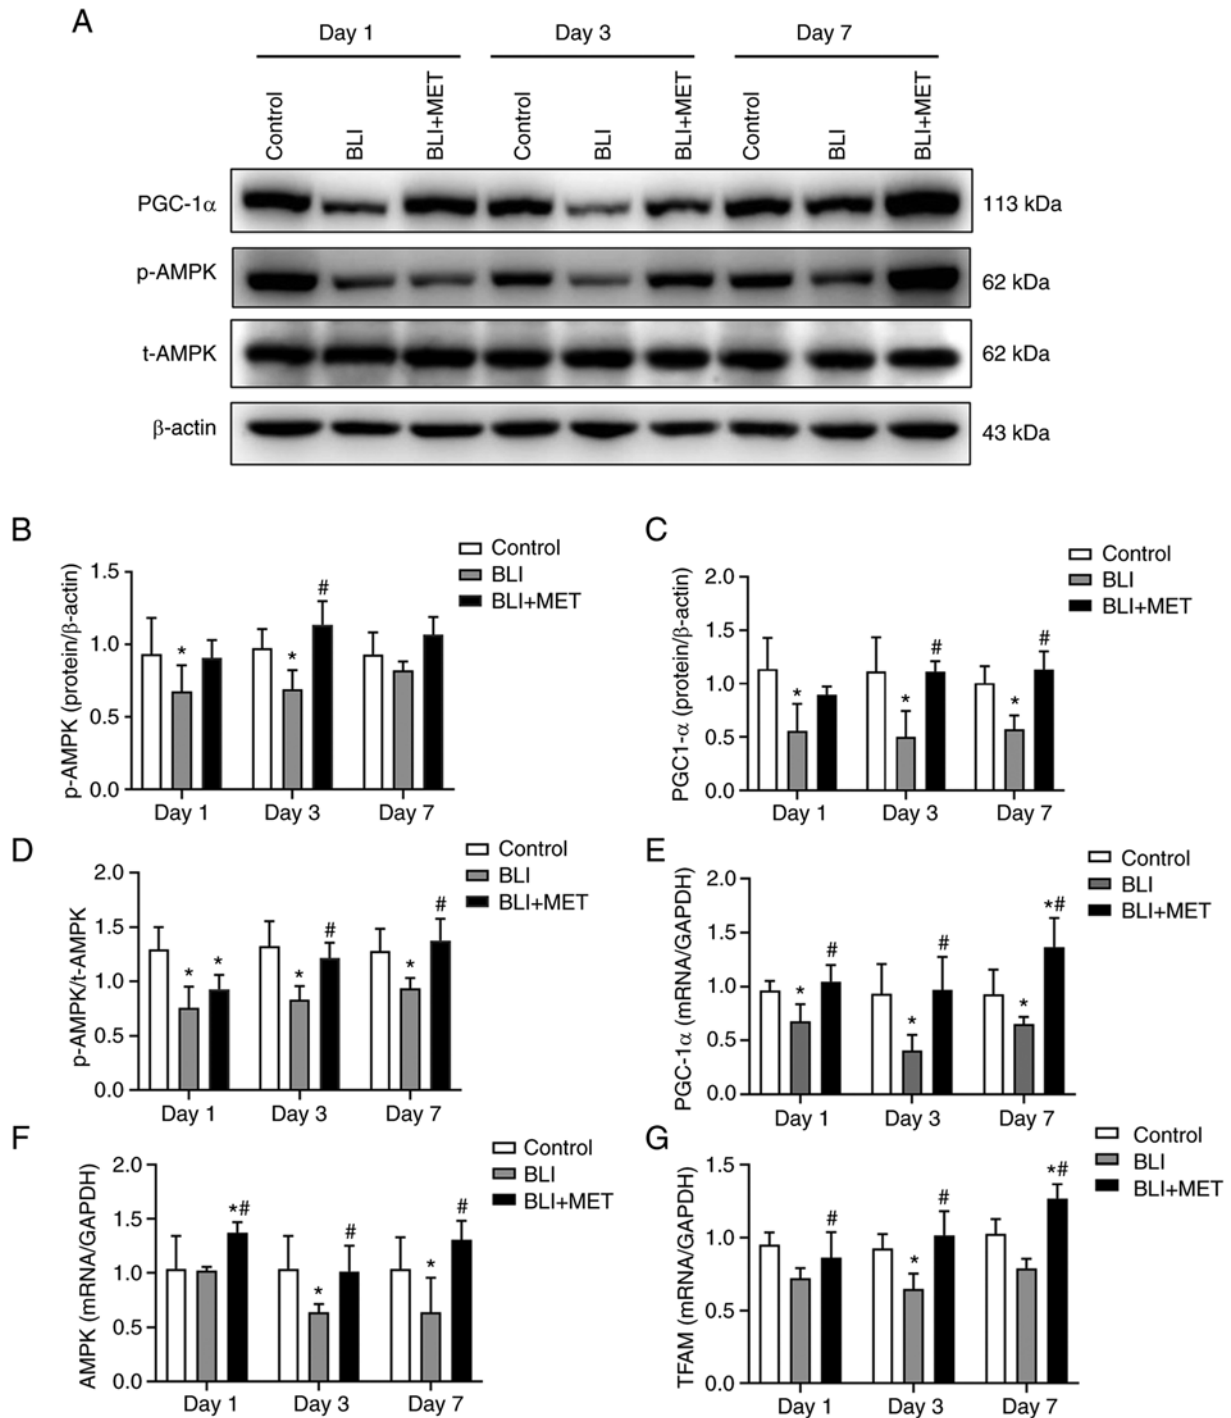 A
Day 1 Day 3 Day 7
Control BLI BLI+MET Control BLI BLI+MET Control BLI BLI+MET
PGC-1α 113 kDa
p-AMPK 62 kDa
t-AMPK 62 kDa
β-actin 43 kDa
B
Control
BLI
BLI+MET
p-AMPK (protein/β-actin)
1.5
1.0
0.5
0.0
* * #
Day 1 Day 3 Day 7
C
Control
BLI
BLI+MET
PGC1-α (protein/β-actin)
2.0
1.5
1.0
0.5
0.0
* * # * #
Day 1 Day 3 Day 7
D
Control
BLI
BLI+MET
p-AMPK/t-AMPK
2.0
1.5
1.0
0.5
0.0
* * * # * #
Day 1 Day 3 Day 7
E
Control
BLI
BLI+MET
PGC-1α (mRNA/GAPDH)
2.0
1.5
1.0
0.5
0.0
* # * # * *#
Day 1 Day 3 Day 7
F
Control
BLI
BLI+MET
AMPK (mRNA/GAPDH)
2.0
1.5
1.0
0.5
0.0
*# * # * #
Day 1 Day 3 Day 7
G
Control
BLI
BLI+MET
TFAM (mRNA/GAPDH)
1.5
1.0
0.5
0.0
# * # *#
Day 1 Day 3 Day 7